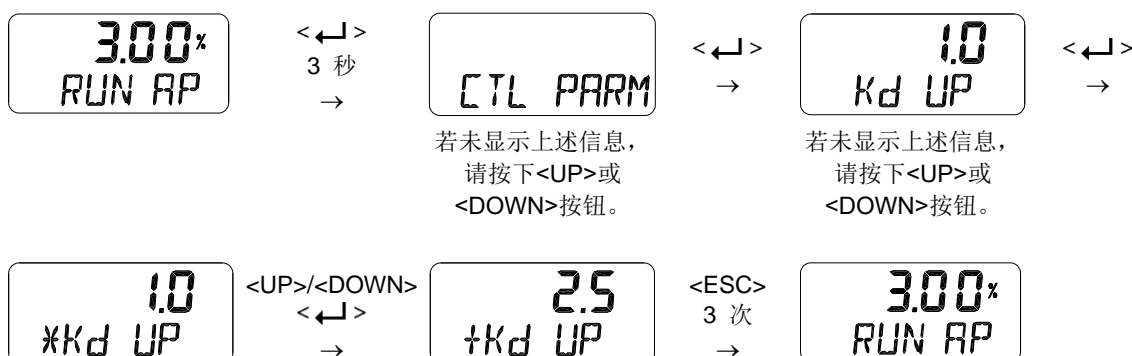 3.00%
RUN AP
< ↵ >
3 秒
→
CTL PARM
若未显示上述信息，
请按下<UP>或
<DOWN>按钮。
< ↵ >
→
1.0
Kd UP
若未显示上述信息，
请按下<UP>或
<DOWN>按钮。
< ↵ >
→
1.0
*Kd UP
<UP>/<DOWN>
< ↵ >
→
2.5
+Kd UP
<ESC>
3 次
→
3.00%
RUN AP